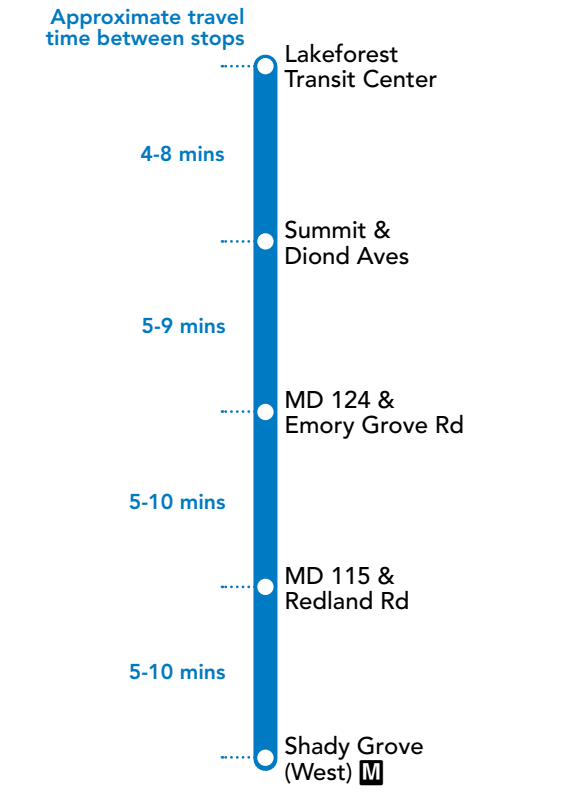 Approximate travel
time between stops
Lakeforest
Transit Center
4-8 mins
Summit &
Diond Aves
5-9 mins
MD 124 &
Emory Grove Rd
5-10 mins
MD 115 &
Redland Rd
5-10 mins
Shady Grove
(West) M